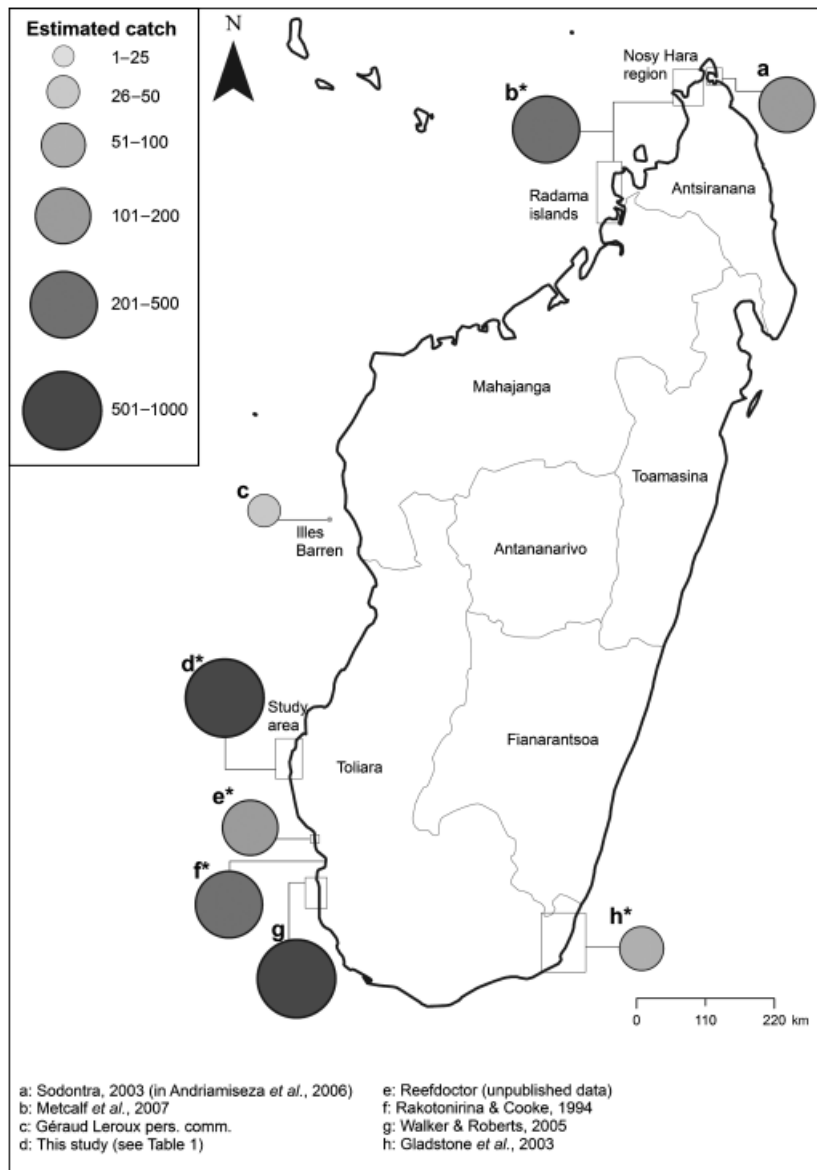 Estimated catch
1–25
26–50
51–100
101–200
201–500
501–1000
N
Nosy Hara
region
a
b*
Radama
islands
Antsiranana
Mahajanga
Toamasina
c
Illes
Barren
Antananarivo
d*
Study
area
Fianarantsoa
Toliara
e*
f*
g
h*
0 110 220 km
a: Sodontra, 2003 (in Andriamiseza et al., 2006)
b: Metcalf et al., 2007
c: Géraud Leroux pers. comm.
d: This study (see Table 1)
e: Reefdoctor (unpublished data)
f: Rakotonirina & Cooke, 1994
g: Walker & Roberts, 2005
h: Gladstone et al., 2003